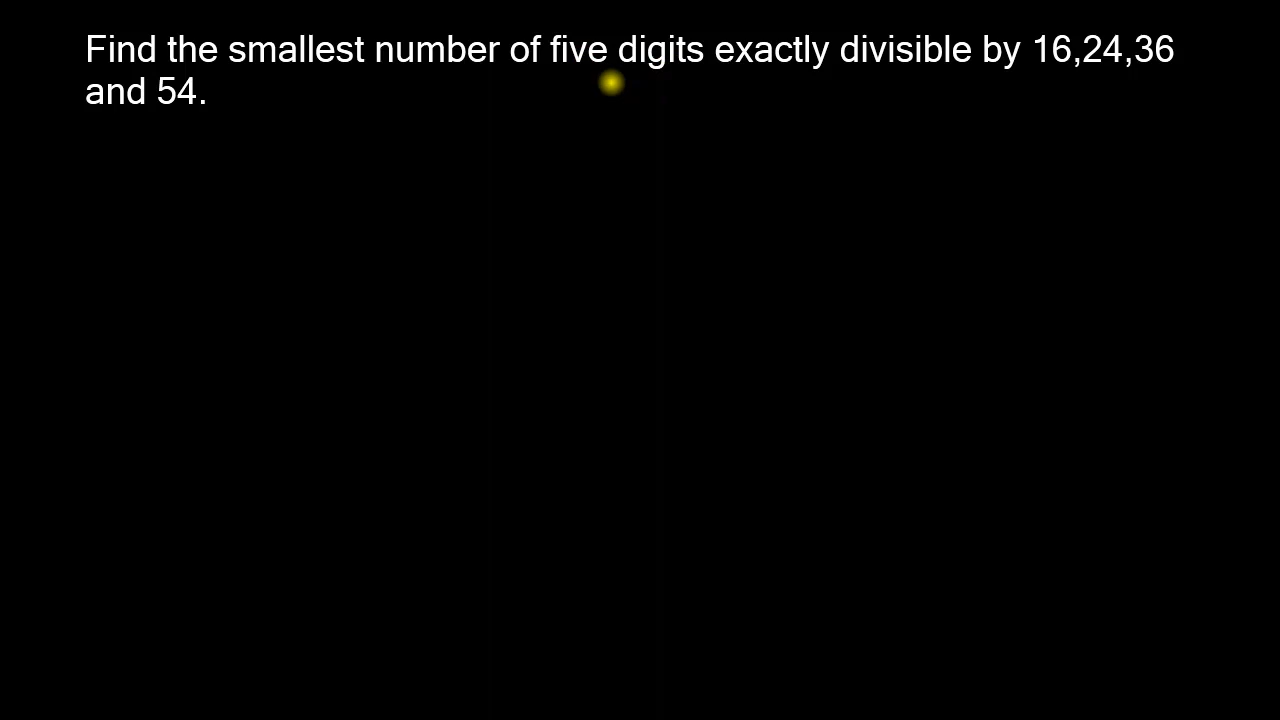 Find the smallest number of five digits exactly divisible by 16,24,36
and 54.